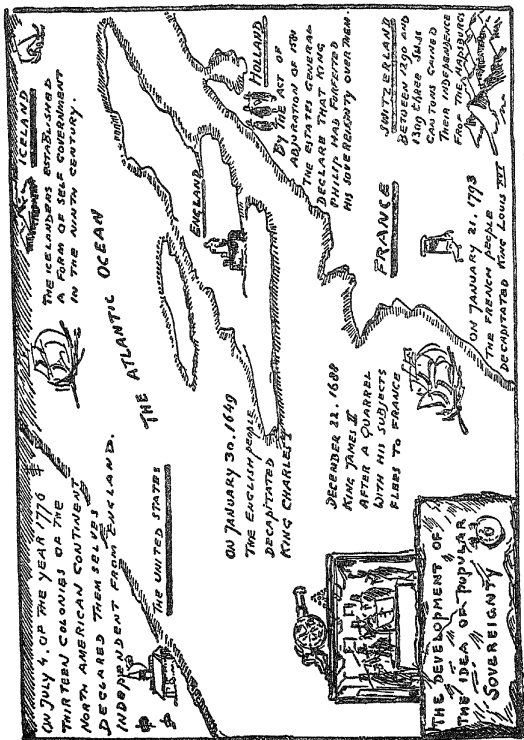 ON JULY 4. OF THE YEAR 1776
THIRTEEN COLONIES OF THE
NORTH AMERICAN CONTINENT
DECLARED THEMSELVES
INDEPENDENT FROM ENGLAND.
THE UNITED STATES
THE ATLANTIC OCEAN
ICELAND
THE ICELANDERS ESTABLISHED
A FORM OF SELF GOVERNMENT
IN THE NINTH CENTURY.
ENGLAND
ON JANUARY 30. 1649
THE ENGLISH PEOPLE
DECAPITATED
KING CHARLES I
HOLLAND
BY THE ACT OF
ABJURATION OF 1581
THE ESTATES GENERAL
DECLARE THAT KING
PHILIP HAD FORFEITED
HIS SOVEREIGNTY OVER THEM.
DECEMBER 22. 1688
KING JAMES II
AFTER A QUARREL
WITH HIS SUBJECTS
FLEES TO FRANCE
FRANCE
ON JANUARY 21. 1793
THE FRENCH PEOPLE
DECAPITATED KING LOUIS XVI
SWITZERLAND
BETWEEN 1290 AND
THREE SWISS
CANTONS GAINED
THEIR INDEPENDENCE
FROM THE HAPSBURGS
THE DEVELOPMENT OF
THE IDEA OF POPULAR
SOVEREIGNTY